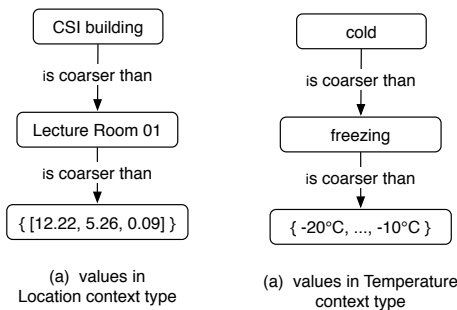 CSI building
is coarser than
Lecture Room 01
is coarser than
{ [12.22, 5.26, 0.09] }
(a) values in
Location context type
cold
is coarser than
freezing
is coarser than
{ -20°C, ..., -10°C }
(a) values in Temperature
context type